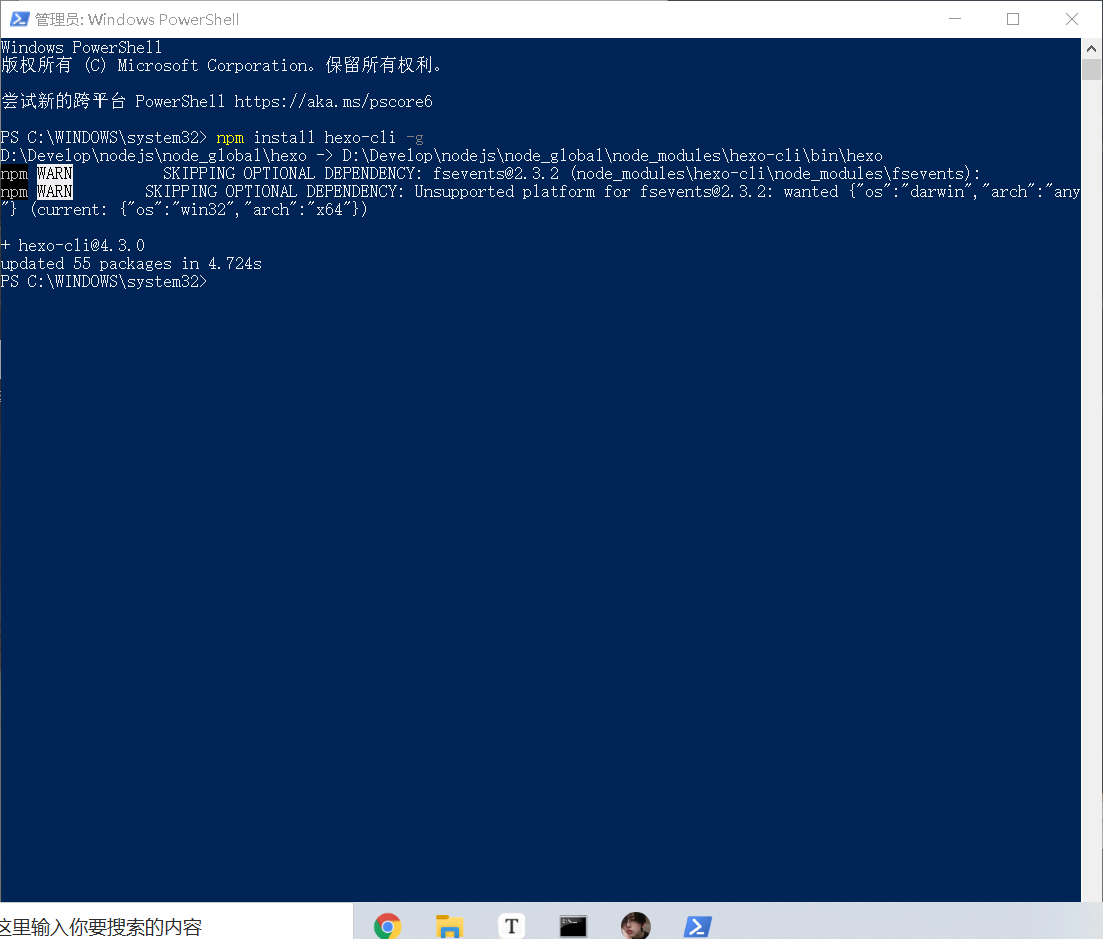 管理员: Windows PowerShell
Windows PowerShell
版权所有 (C) Microsoft Corporation。保留所有权利。
尝试新的跨平台 PowerShell https://aka.ms/pscore6
PS C:\WINDOWS\system32> npm install hexo-cli -g
D:\Develop\nodejs\node_global\hexo -> D:\Develop\nodejs\node_global\node_modules\hexo-cli\bin\hexo
npm WARN SKIPPING OPTIONAL DEPENDENCY: fsevents@2.3.2 (node_modules\hexo-cli\node_modules\fsevents):
npm WARN SKIPPING OPTIONAL DEPENDENCY: Unsupported platform for fsevents@2.3.2: wanted {"os":"darwin","arch":"any
"} (current: {"os":"win32","arch":"x64"})
+ hexo-cli@4.3.0
updated 55 packages in 4.724s
PS C:\WINDOWS\system32>
这里输入你要搜索的内容
T